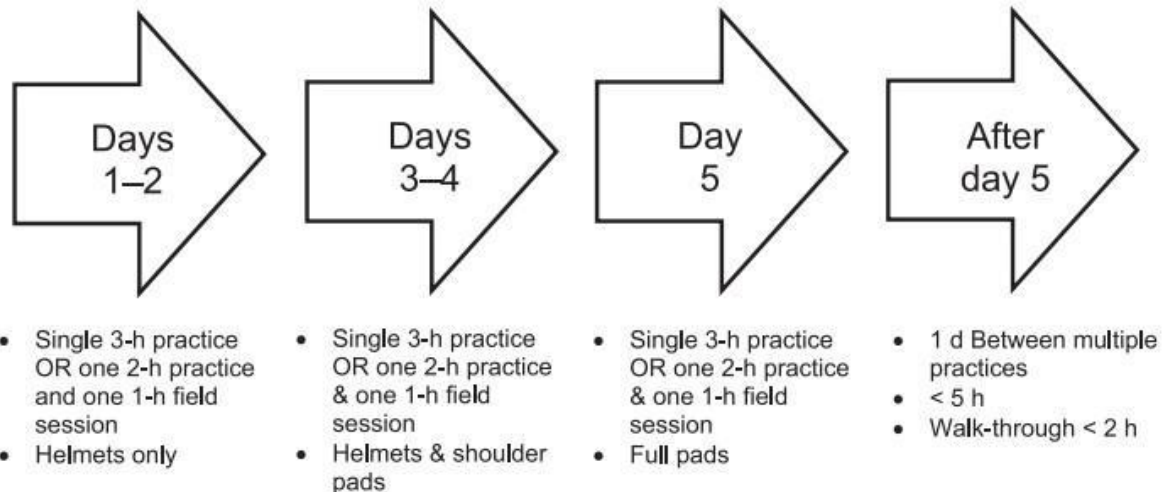 Days
1–2
Days
3–4
Day
5
After
day 5
• Single 3-h practice
OR one 2-h practice
and one 1-h field
session
• Helmets only
• Single 3-h practice
OR one 2-h practice
& one 1-h field
session
• Helmets & shoulder
pads
• Single 3-h practice
OR one 2-h practice
& one 1-h field
session
• Full pads
• 1 d Between multiple
practices
• < 5 h
• Walk-through < 2 h